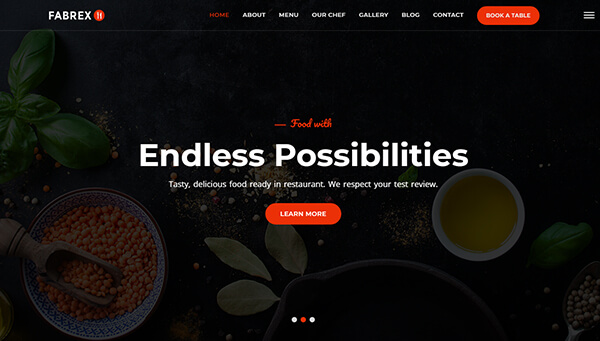 FABREX
HOME ABOUT MENU OUR CHEF GALLERY BLOG CONTACT BOOK A TABLE
Food with
Endless Possibilities
Tasty, delicious food ready in restaurant. We respect your test review.
LEARN MORE